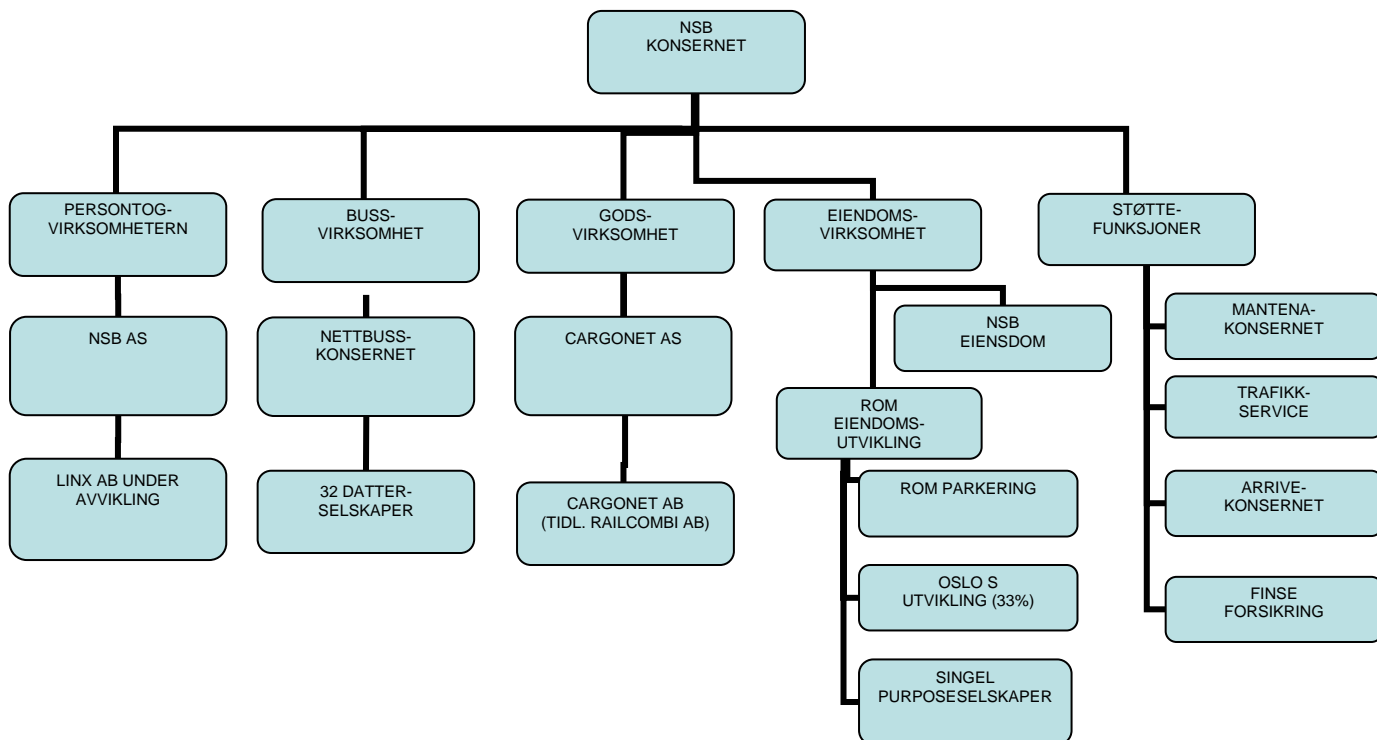 NSB
KONSERNET
PERSONTOG-
VIRKSOMHETERN
BUSS-
VIRKSOMHET
GODS-
VIRKSOMHET
EIENDOMS-
VIRKSOMHET
STØTTE-
FUNKSJONER
NSB AS
NETTBUSS-
KONSERNET
CARGONET AS
NSB
EIENSDOM
MANTENA-
KONSERNET
ROM
EIENDOMS-
UTVIKLING
TRAFIKK-
SERVICE
LINX AB UNDER
AVVIKLING
32 DATTER-
SELSKAPER
CARGONET AB
(TIDL. RAILCOMBI AB)
ROM PARKERING
ARRIVE-
KONSERNET
OSLO S
UTVIKLING (33%)
FINSE
FORSIKRING
SINGEL
PURPOSESELSKAPER